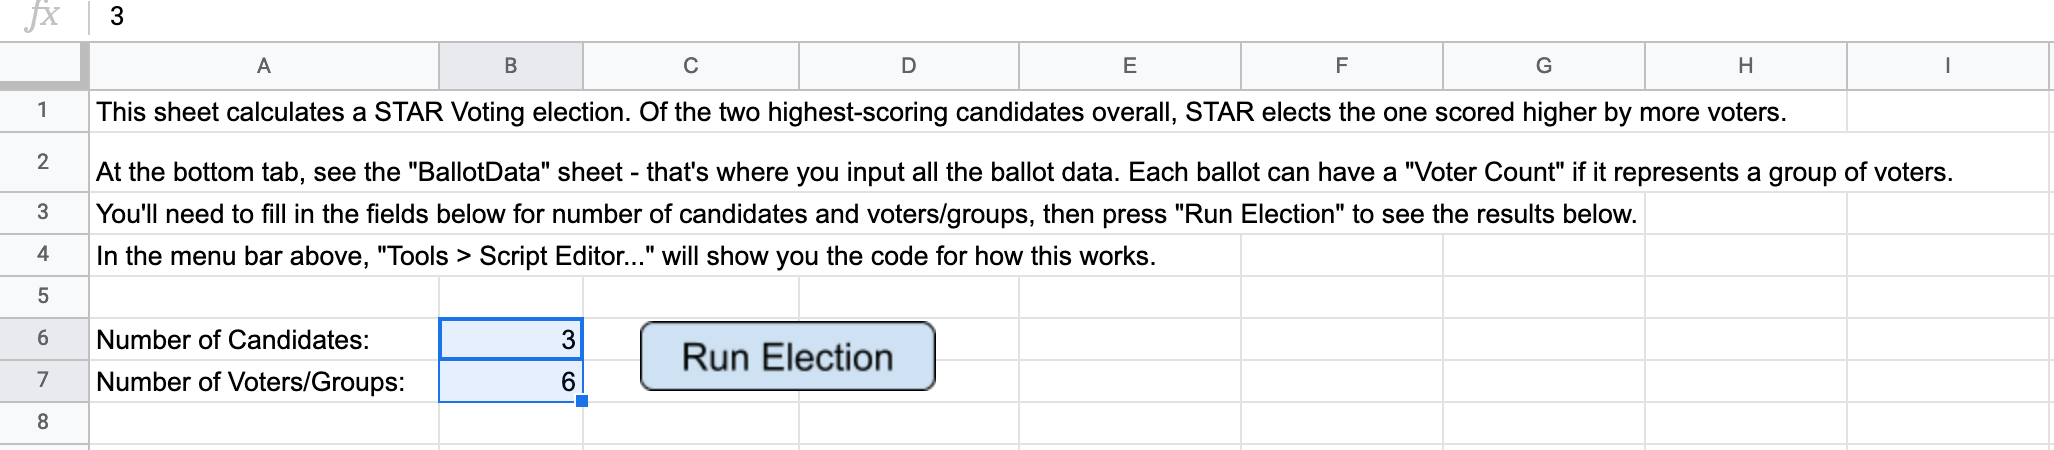 fx 3
A B C D E F G H I
1 This sheet calculates a STAR Voting election. Of the two highest-scoring candidates overall, STAR elects the one scored higher by more voters.
2 At the bottom tab, see the "BallotData" sheet - that's where you input all the ballot data. Each ballot can have a "Voter Count" if it represents a group of voters.
3 You'll need to fill in the fields below for number of candidates and voters/groups, then press "Run Election" to see the results below.
4 In the menu bar above, "Tools > Script Editor..." will show you the code for how this works.
5
6 Number of Candidates: 3
Run Election
7 Number of Voters/Groups: 6
8